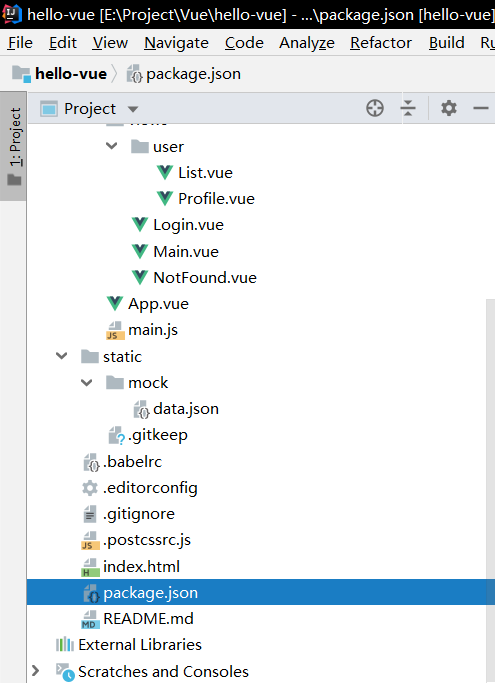 hello-vue [E:\Project\Vue\hello-vue] - ...\package.json [hello-vue]
File Edit View Navigate Code Analyze Refactor Build
hello-vue package.json
1: Project
Project
user
List.vue
Profile.vue
Login.vue
Main.vue
NotFound.vue
App.vue
main.js
static
mock
data.json
.gitkeep
.babelrc
.editorconfig
.gitignore
.postcssrc.js
index.html
package.json
README.md
External Libraries
Scratches and Consoles